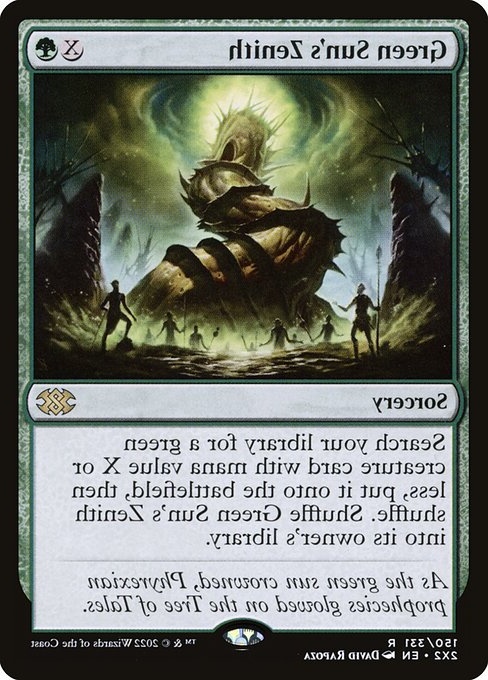 Green Sun's Zenith X
Sorcery
Search your library for a green
creature card with mana value X or
less, put it onto the battlefield, then
shuffle. Shuffle Green Sun's Zenith
into its owner's library.
As the green sun crowned, Phyrexian
prophecies glowed on the Tree of Tales.
150/331 R
2X2 • EN DAVID RAPOZA
™ & © 2022 Wizards of the Coast